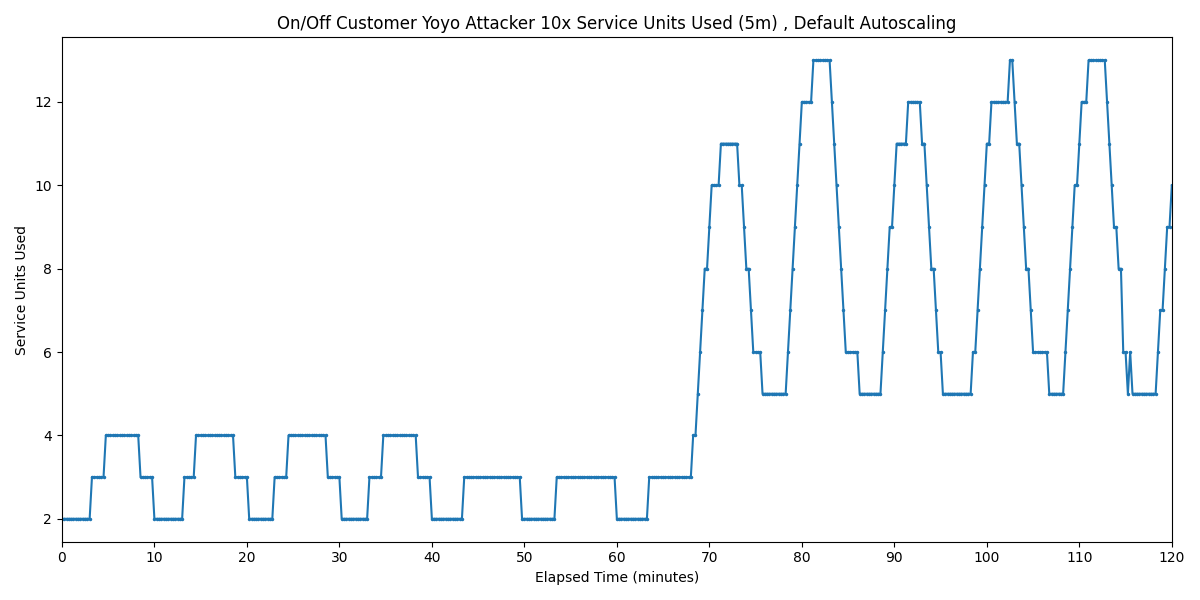 On/Off Customer Yoyo Attacker 10x Service Units Used (5m) , Default Autoscaling
Service Units Used
12
10
8
6
4
2
0 10 20 30 40 50 60 70 80 90 100 110 120
Elapsed Time (minutes)